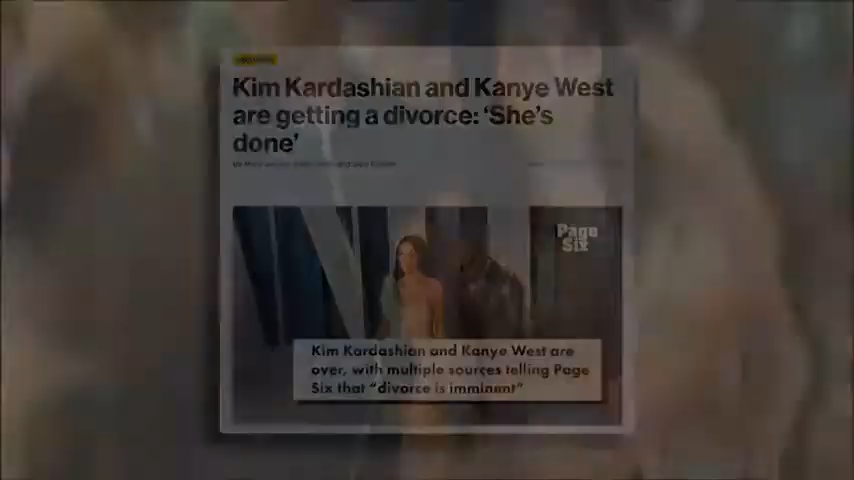 Kim Kardashian and Kanye West
are getting a divorce: ‘She’s
done’
Page
Six
Kim Kardashian and Kanye West are
over, with multiple sources telling Page
Six that “divorce is imminent”